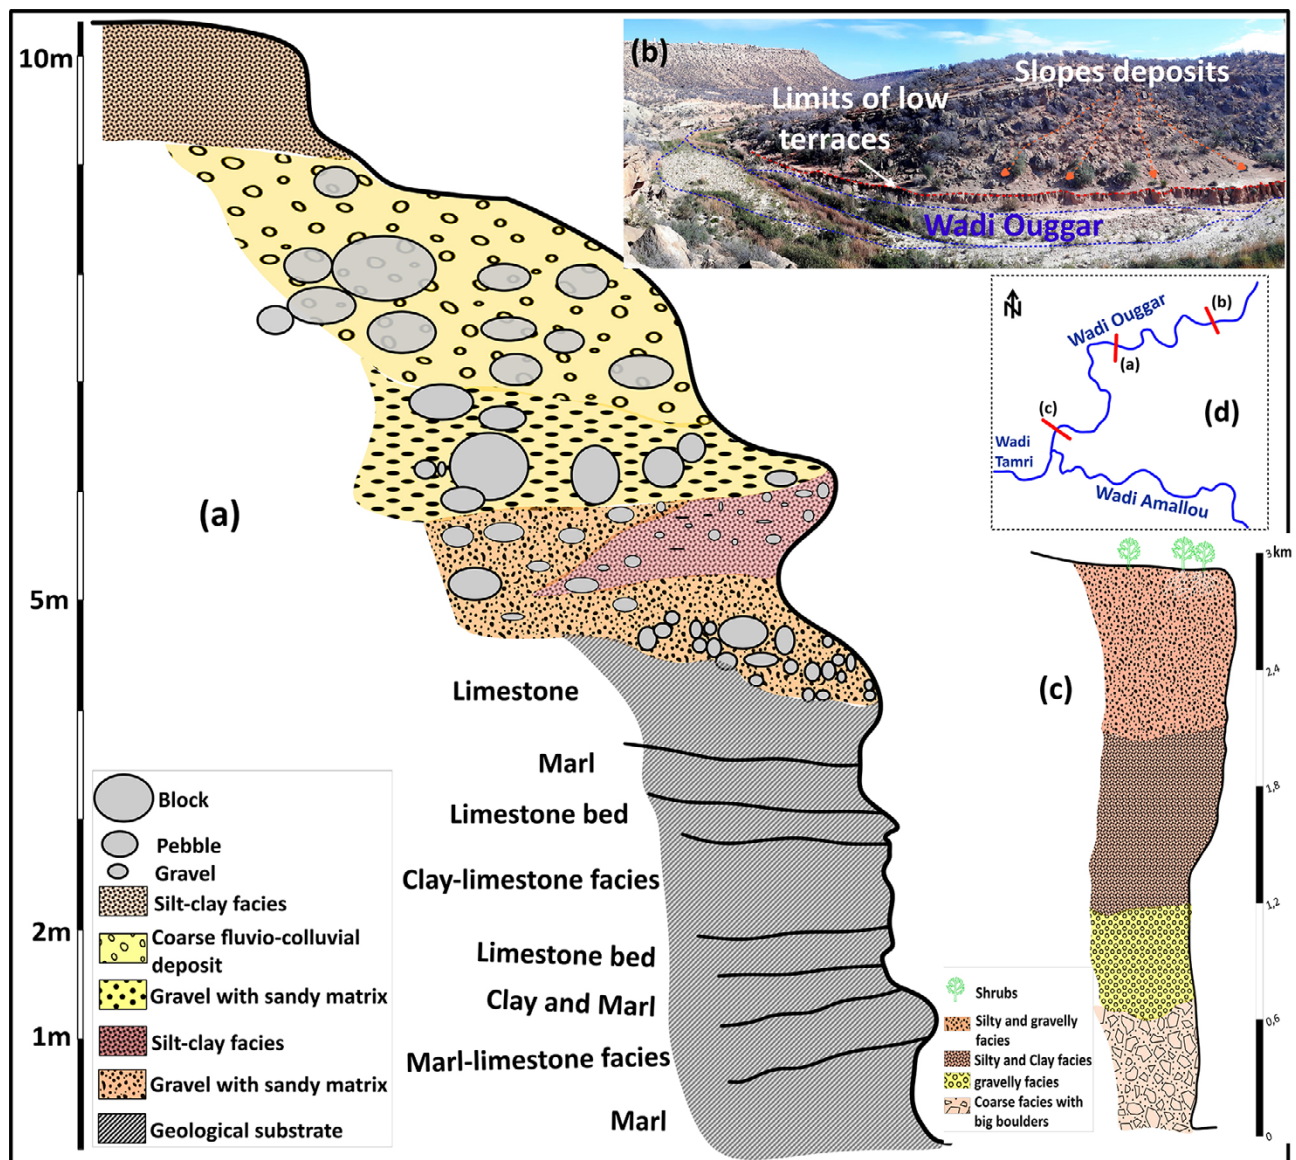 10m
5m
2m
1m
(a)
Limestone
Marl
Limestone bed
Clay-limestone facies
Limestone bed
Clay and Marl
Marl-limestone facies
Marl
Block
Pebble
Gravel
Silt-clay facies
Coarse fluvio-colluvial
deposit
Gravel with sandy matrix
Silt-clay facies
Gravel with sandy matrix
Geological substrate
(b)
Slopes deposits
Limits of low
terraces
Wadi Ouggar
N
Wadi Ouggar
(b)
(a)
(c)
(d)
Wadi
Tamri
Wadi Amallou
3 km
2,4
1,8
1,2
0,6
0
(c)
Shrubs
Silty and gravelly
facies
Silty and Clay facies
gravelly facies
Coarse facies with
big boulders